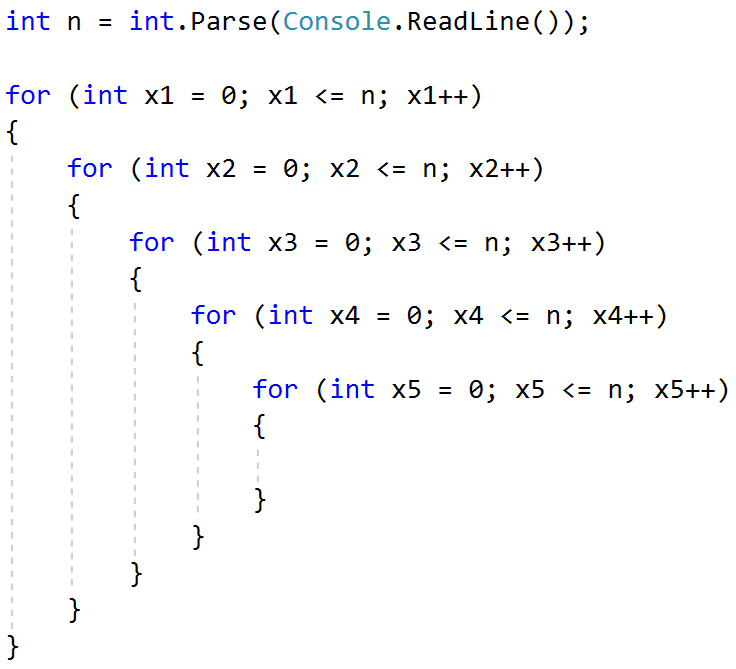 int n = int.Parse(Console.ReadLine());
for (int x1 = 0; x1 <= n; x1++)
{
for (int x2 = 0; x2 <= n; x2++)
{
for (int x3 = 0; x3 <= n; x3++)
{
for (int x4 = 0; x4 <= n; x4++)
{
for (int x5 = 0; x5 <= n; x5++)
{
}
}
}
}
}